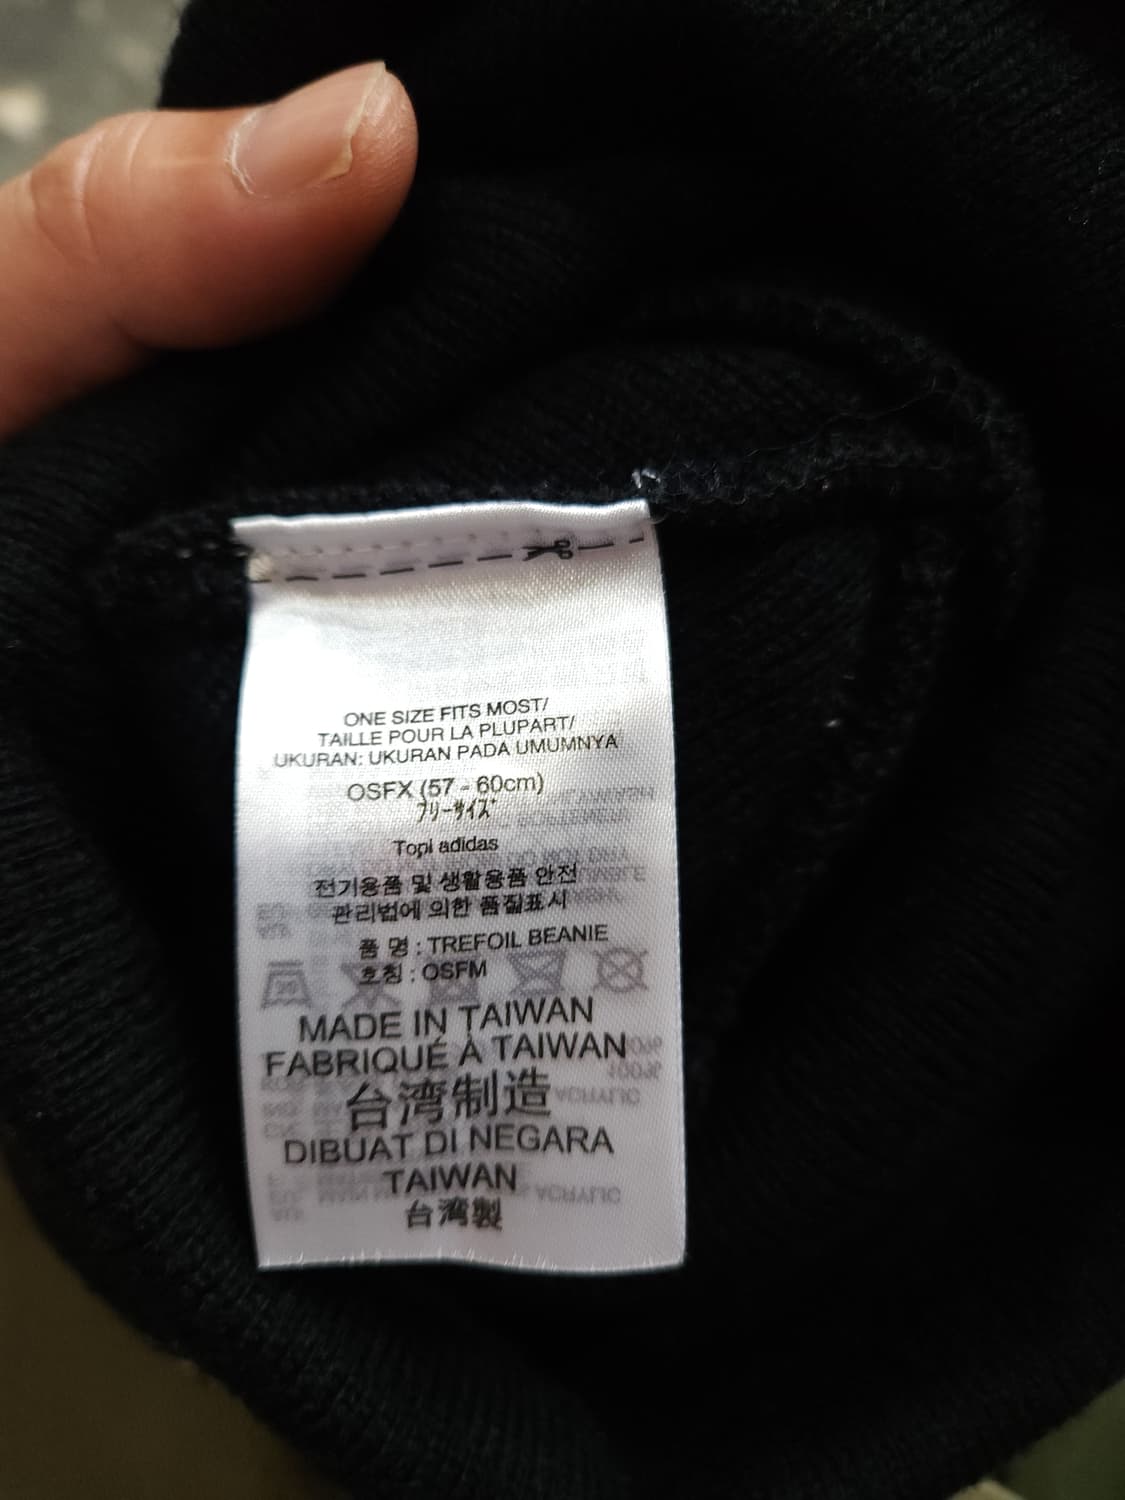 ONE SIZE FITS MOST/
TAILLE POUR LA PLUPART/
UKURAN: UKURAN PADA UMUMNYA
OSFX (57 - 60cm)
フリーサイズ
Topi adidas
전기용품 및 생활용품 안전
관리법에 의한 품질표시
품 명 : TREFOIL BEANIE
호칭 : OSFM
MADE IN TAIWAN
FABRIQUÉ À TAIWAN
台湾制造
DIBUAT DI NEGARA
TAIWAN
台湾製